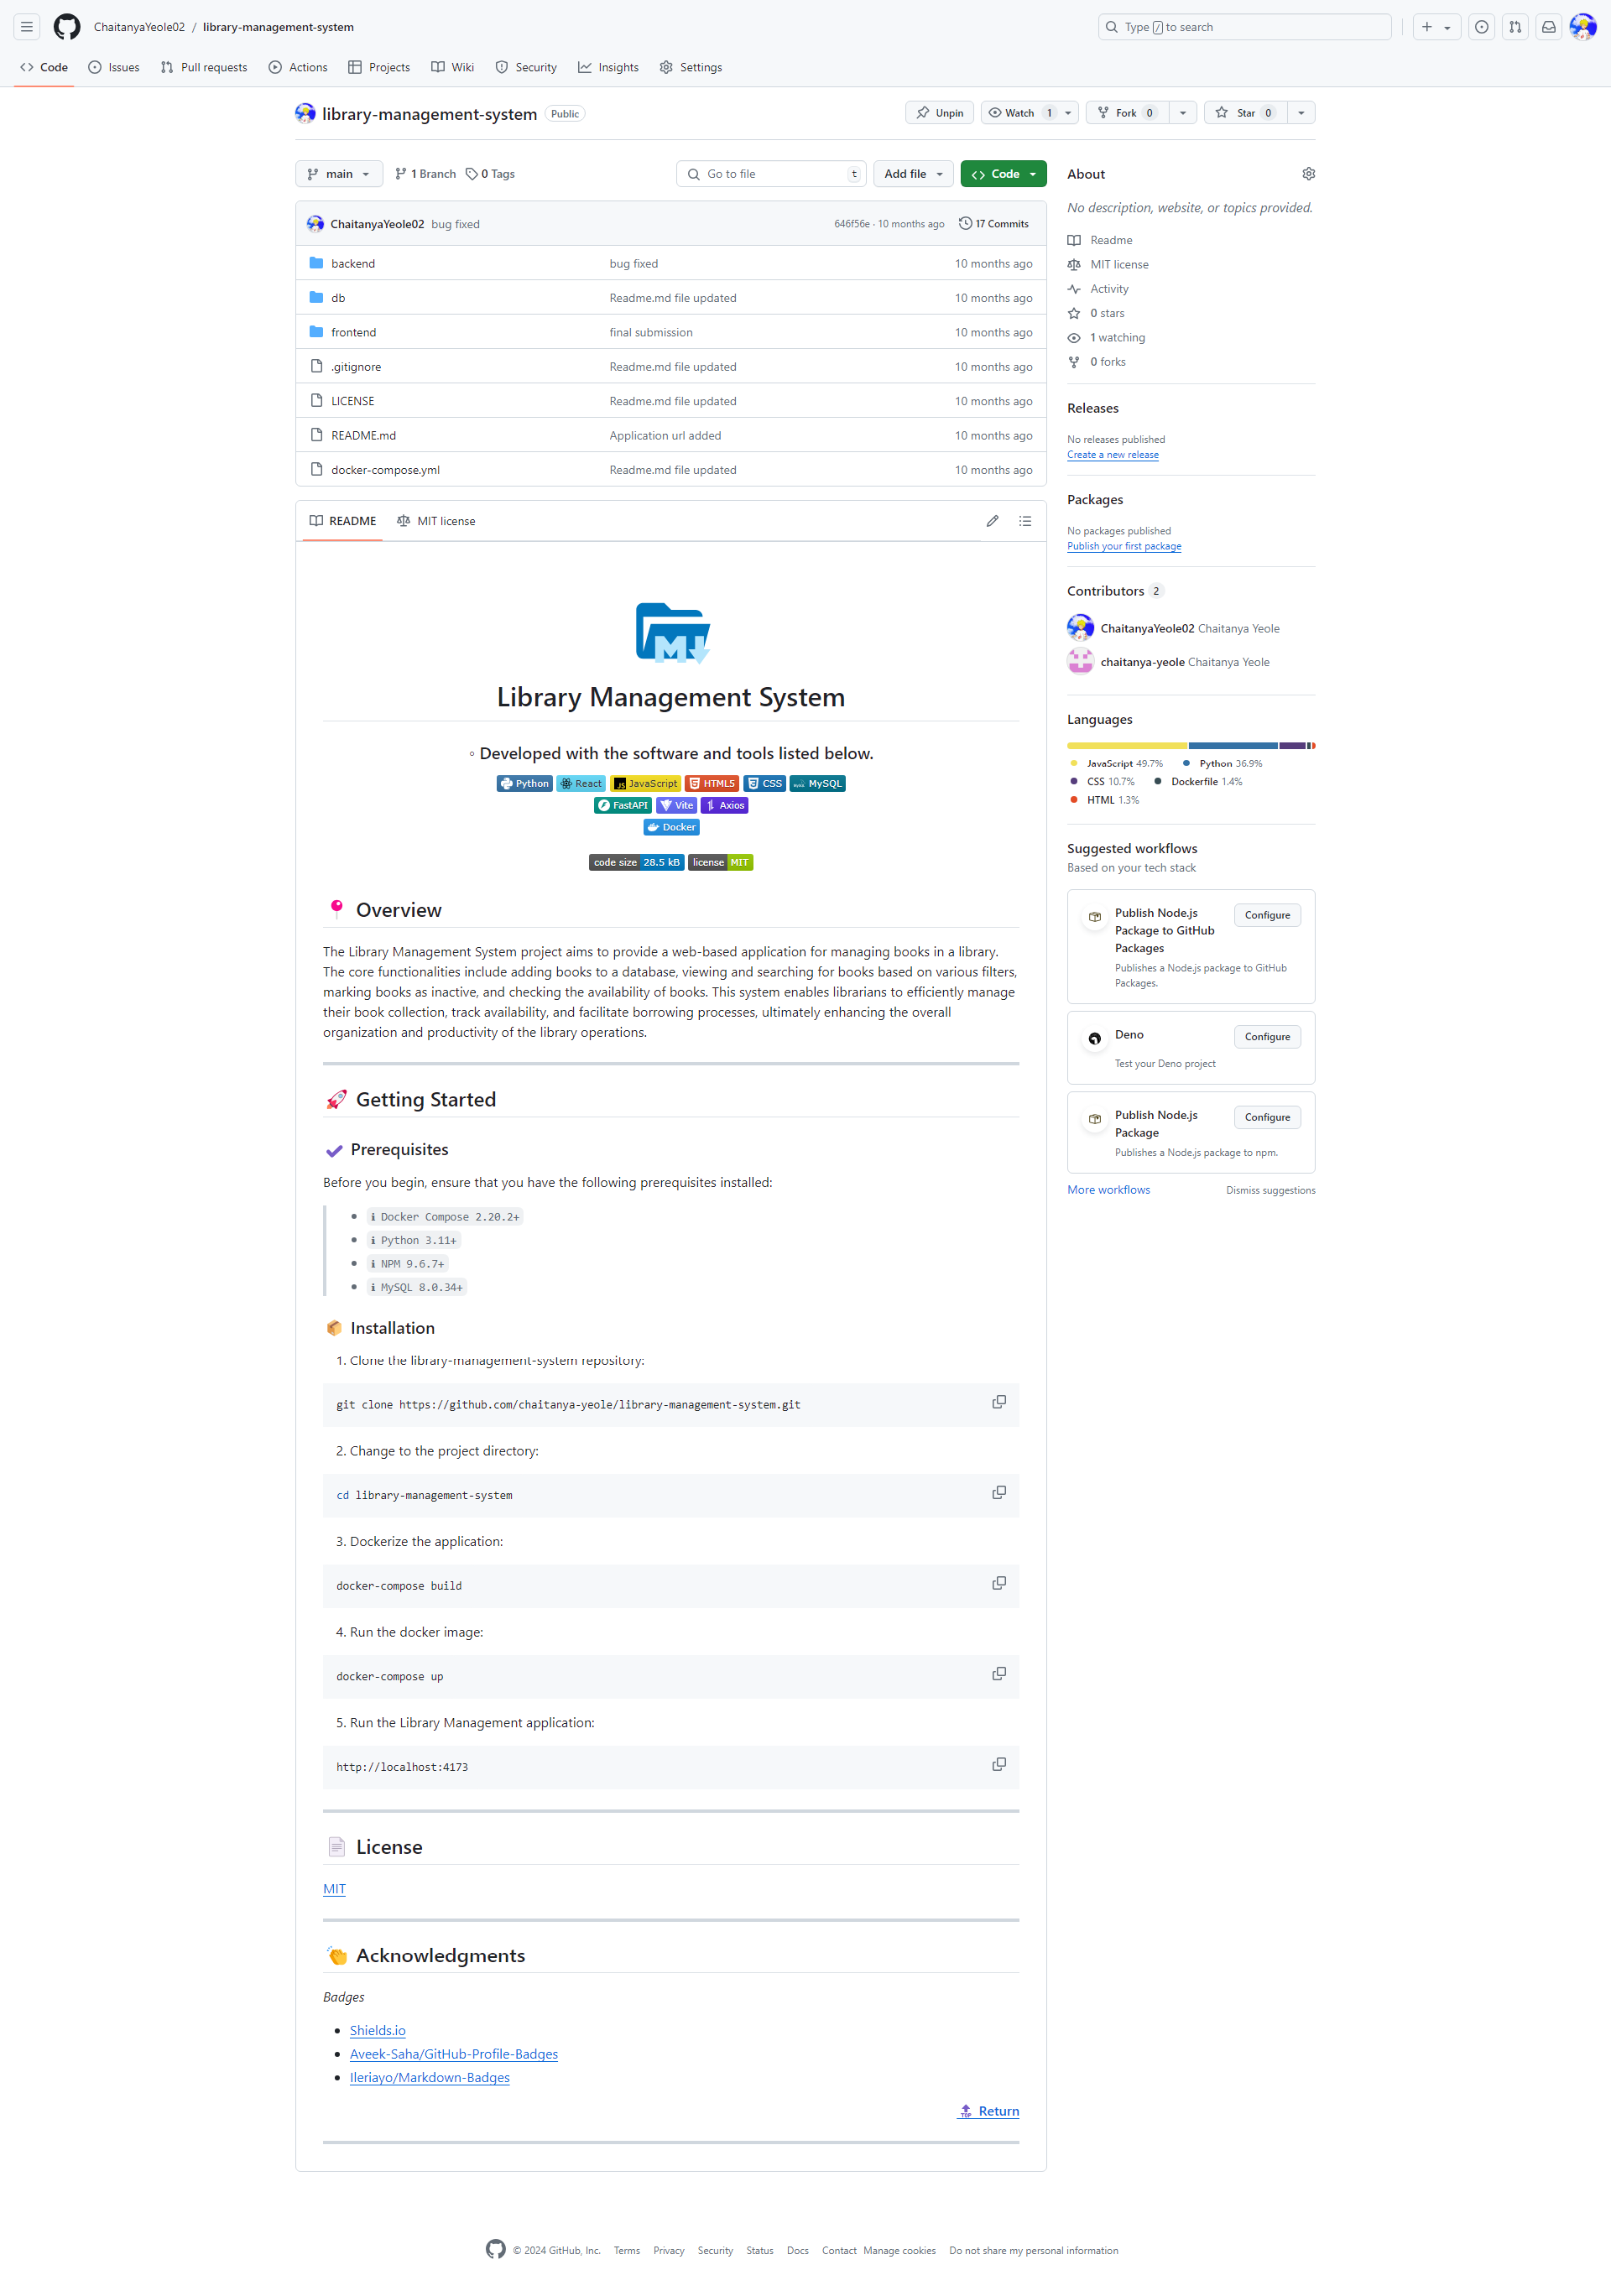 ChaitanyaYeole02 / library-management-system
Type / to search
Code Issues Pull requests Actions Projects Wiki Security Insights Settings
library-management-system Public
Unpin Watch 1 Fork 0 Star 0
main 1 Branch 0 Tags
Go to file t Add file Code
ChaitanyaYeole02 bug fixed 646f56e · 10 months ago 17 Commits
backend bug fixed 10 months ago
db Readme.md file updated 10 months ago
frontend final submission 10 months ago
.gitignore Readme.md file updated 10 months ago
LICENSE Readme.md file updated 10 months ago
README.md Application url added 10 months ago
docker-compose.yml Readme.md file updated 10 months ago
README MIT license
M
Library Management System
◦ Developed with the software and tools listed below.
Python React JavaScript HTML5 CSS MySQL
FastAPI Vite Axios
Docker
code size 28.5 kB license MIT
Overview
The Library Management System project aims to provide a web-based application for managing books in a library.
The core functionalities include adding books to a database, viewing and searching for books based on various filters,
marking books as inactive, and checking the availability of books. This system enables librarians to efficiently manage
their book collection, track availability, and facilitate borrowing processes, ultimately enhancing the overall
organization and productivity of the library operations.
Getting Started
Prerequisites
Before you begin, ensure that you have the following prerequisites installed:
• ℹ Docker Compose 2.20.2+
• ℹ Python 3.11+
• ℹ NPM 9.6.7+
• ℹ MySQL 8.0.34+
Installation
1. Clone the library-management-system repository:
git clone https://github.com/chaitanya-yeole/library-management-system.git
2. Change to the project directory:
cd library-management-system
3. Dockerize the application:
docker-compose build
4. Run the docker image:
docker-compose up
5. Run the Library Management application:
http://localhost:4173
License
MIT
Acknowledgments
Badges
• Shields.io
• Aveek-Saha/GitHub-Profile-Badges
• Ileriayo/Markdown-Badges
TOP Return
About
No description, website, or topics provided.
Readme
MIT license
Activity
0 stars
1 watching
0 forks
Releases
No releases published
Create a new release
Packages
No packages published
Publish your first package
Contributors 2
ChaitanyaYeole02 Chaitanya Yeole
chaitanya-yeole Chaitanya Yeole
Languages
JavaScript 49.7% Python 36.9%
CSS 10.7% Dockerfile 1.4%
HTML 1.3%
Suggested workflows
Based on your tech stack
Publish Node.js
Package to GitHub
Packages
Configure
Publishes a Node.js package to GitHub
Packages.
Deno
Configure
Test your Deno project
Publish Node.js
Package
Configure
Publishes a Node.js package to npm.
More workflows Dismiss suggestions
© 2024 GitHub, Inc. Terms Privacy Security Status Docs Contact Manage cookies Do not share my personal information